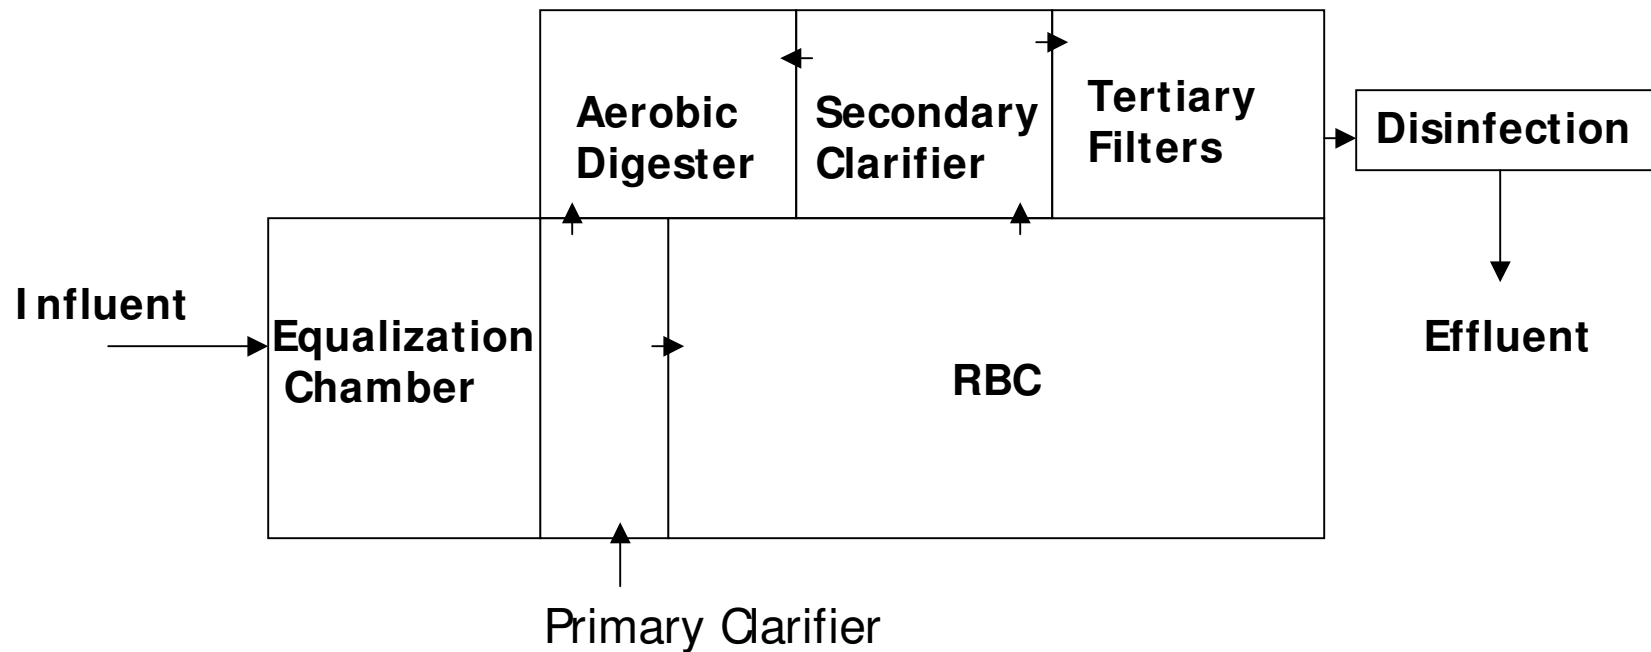 Aerobic
Digester
Secondary
Clarifier
Tertiary
Filters
Disinfection
Influent
Equalization
Chamber
RBC
Effluent
Primary Clarifier